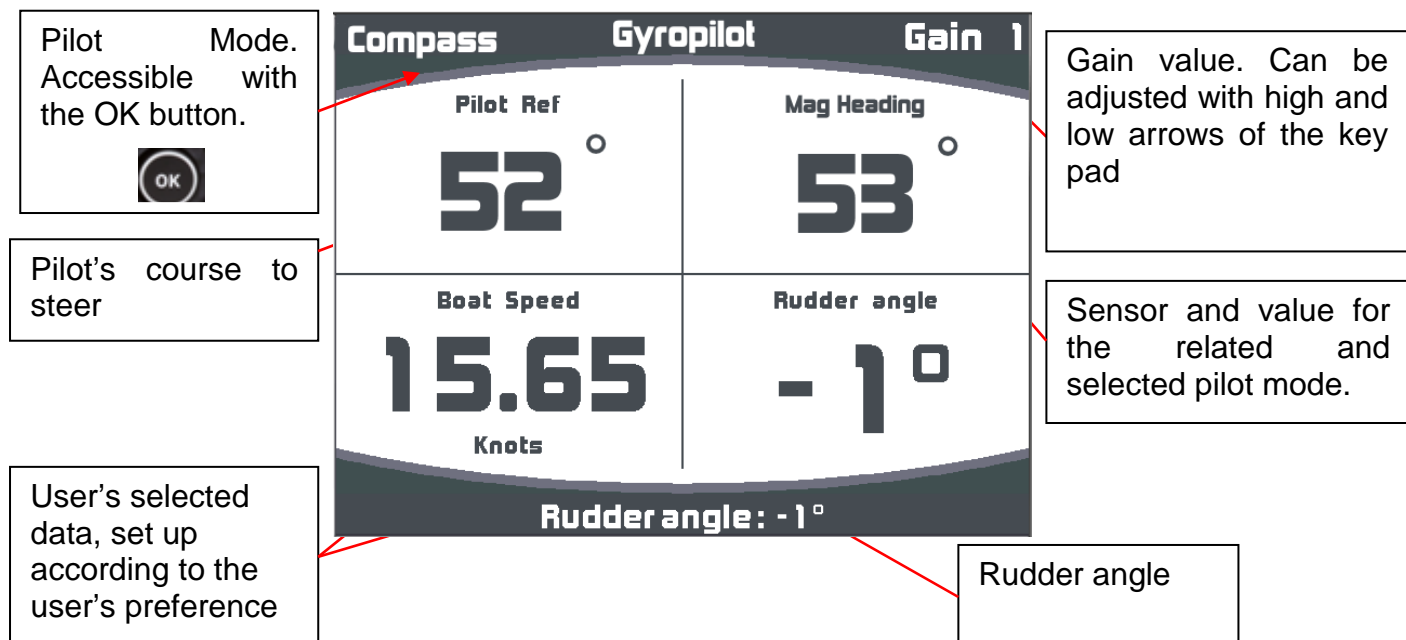 Pilot Mode.
Accessible with
the OK button.
OK
Pilot's course to
steer
User's selected
data, set up
according to the
user's preference
Compass Gyropilot Gain 1
Pilot Ref Mag Heading
52° 53°
Boat Speed Rudder angle
15.65 -1°
Knots
Rudder angle: -1°
Gain value. Can be
adjusted with high and
low arrows of the key
pad
Sensor and value for
the related and
selected pilot mode.
Rudder angle